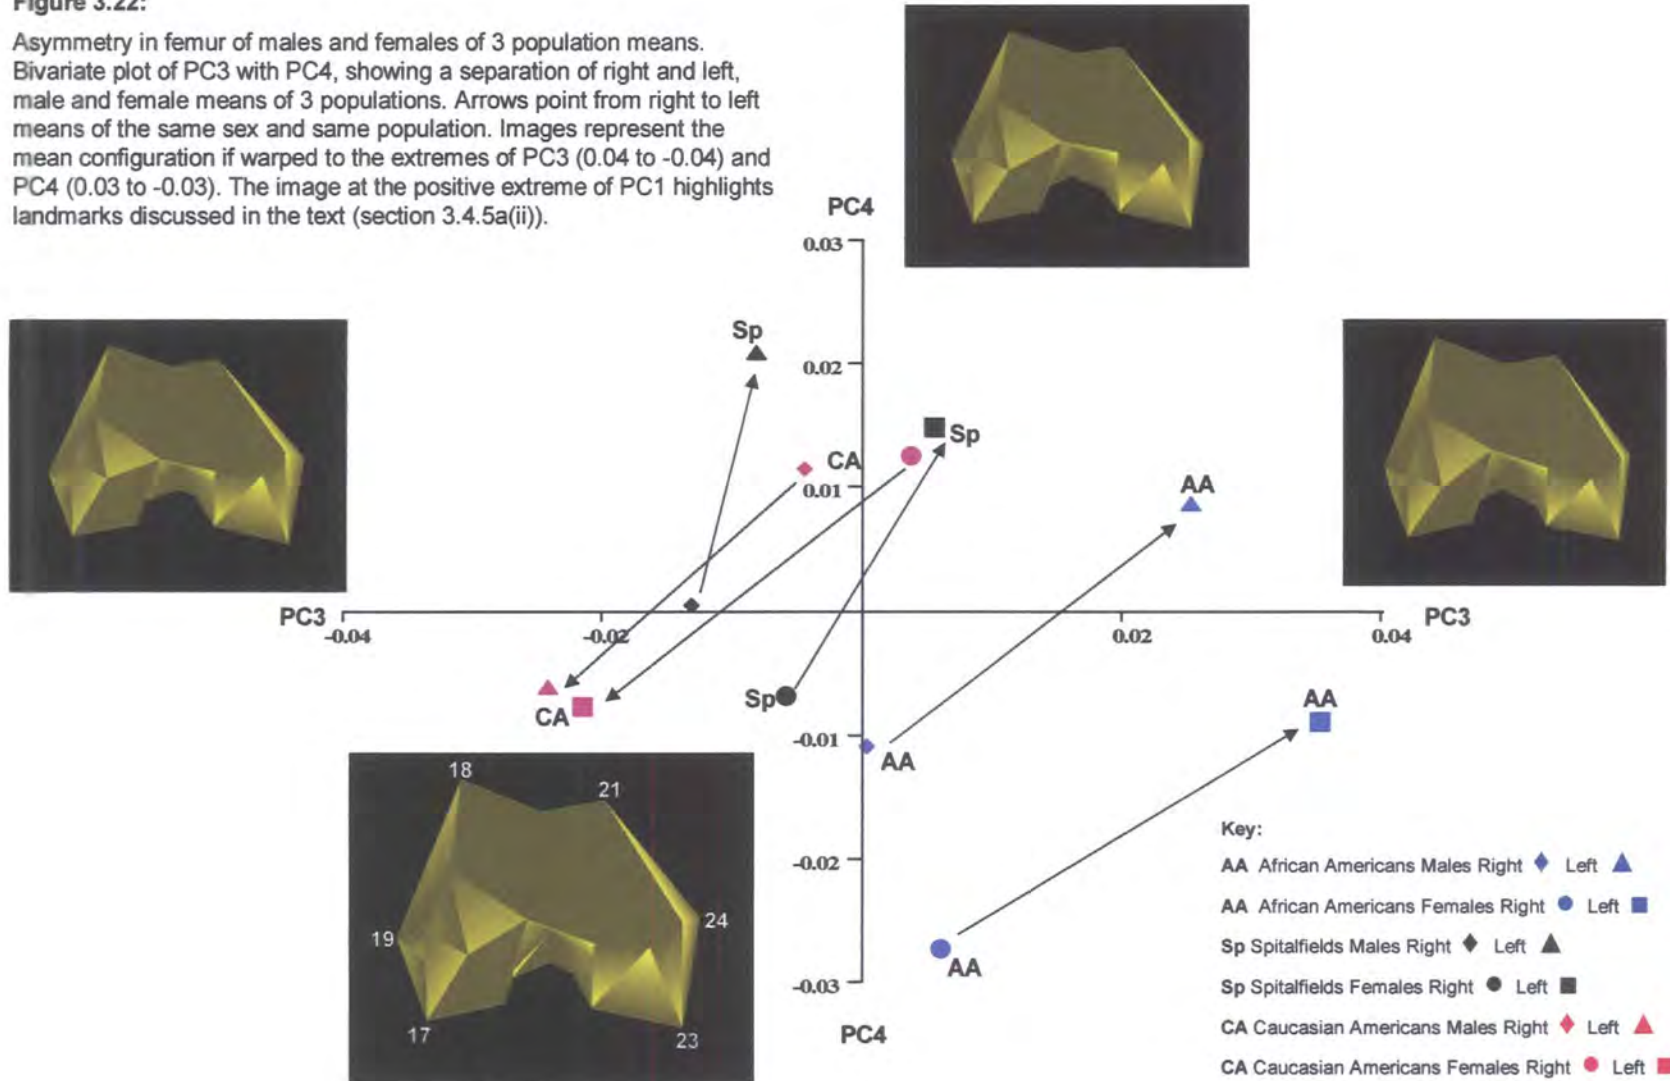 Figure 3.22:
Asymmetry in femur of males and females of 3 population means.
Bivariate plot of PC3 with PC4, showing a separation of right and left,
male and female means of 3 populations. Arrows point from right to left
means of the same sex and same population. Images represent the
mean configuration if warped to the extremes of PC3 (0.04 to -0.04) and
PC4 (0.03 to -0.03). The image at the positive extreme of PC1 highlights
landmarks discussed in the text (section 3.4.5a(ii)).
PC4
0.03
Sp
0.02
Sp
CA
0.01
AA
PC3
-0.04
-0.02
0.02
0.04
PC3
Sp
CA
AA
-0.01
AA
18
21
-0.02
24
19
AA
-0.03
17
23
PC4
Key:
AA African Americans Males Right Left
AA African Americans Females Right Left
Sp Spitalfields Males Right Left
Sp Spitalfields Females Right Left
CA Caucasian Americans Males Right Left
CA Caucasian Americans Females Right Left